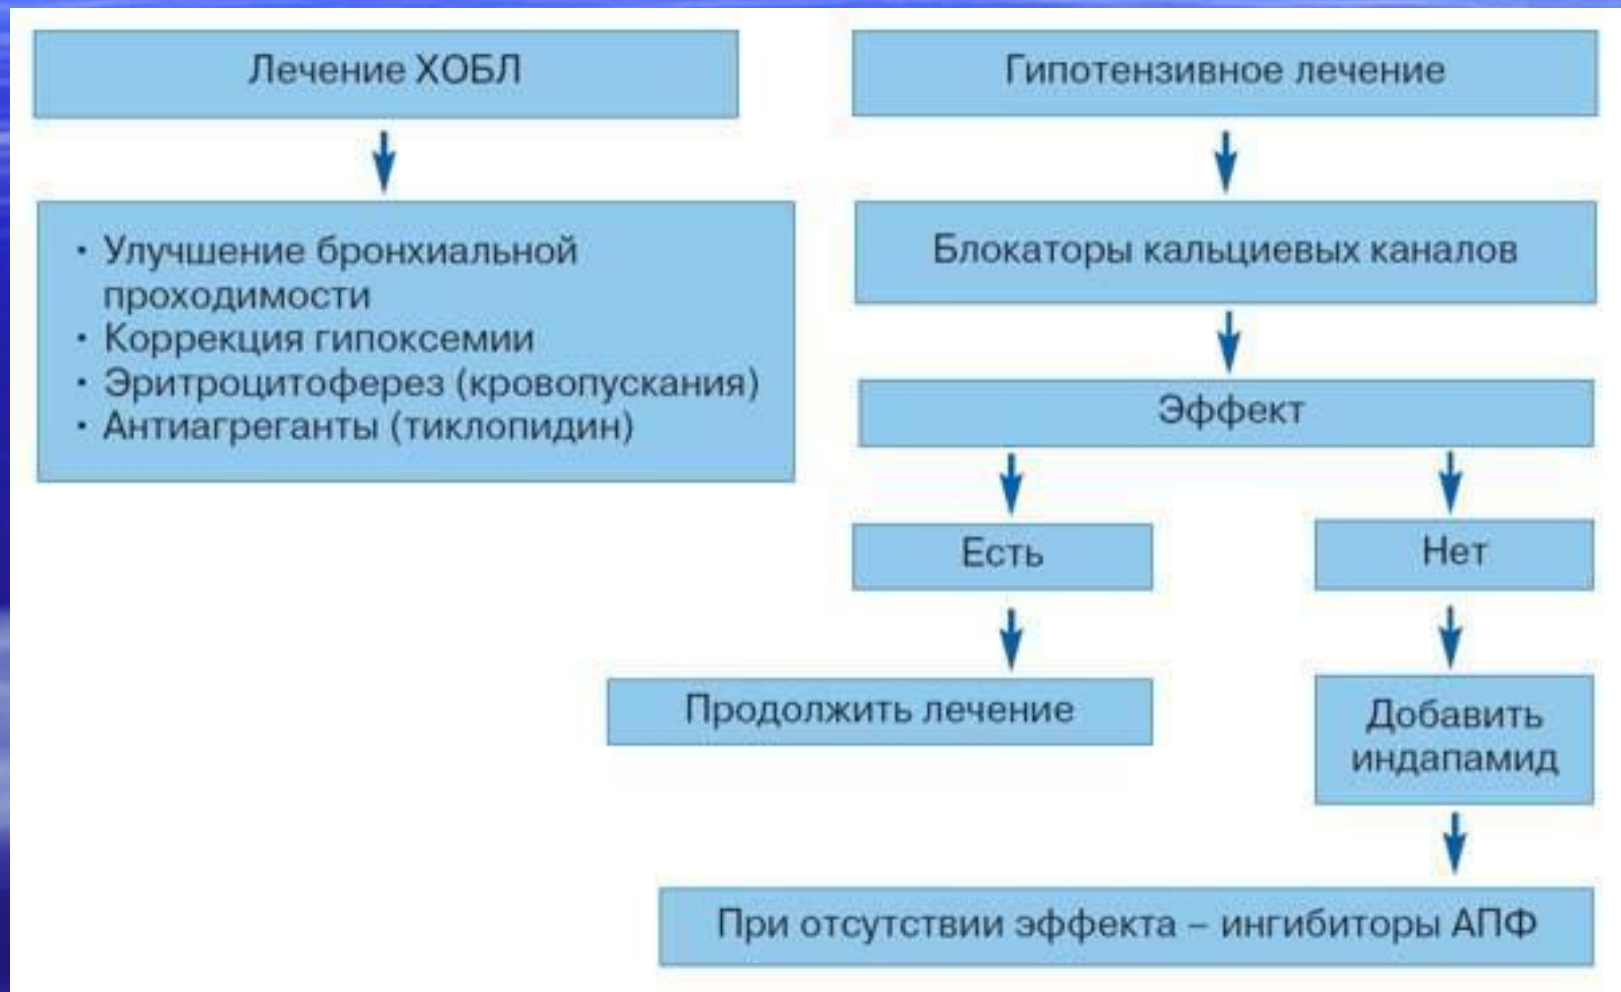 Лечение ХОБЛ
• Улучшение бронхиальной
проходимости
• Коррекция гипоксемии
• Эритроцитоферез (кровопускания)
• Антиагреганты (тиклопидин)
Гипотензивное лечение
Блокаторы кальциевых каналов
Эффект
Есть
Нет
Продолжить лечение
Добавить
индапамид
При отсутствии эффекта – ингибиторы АПФ